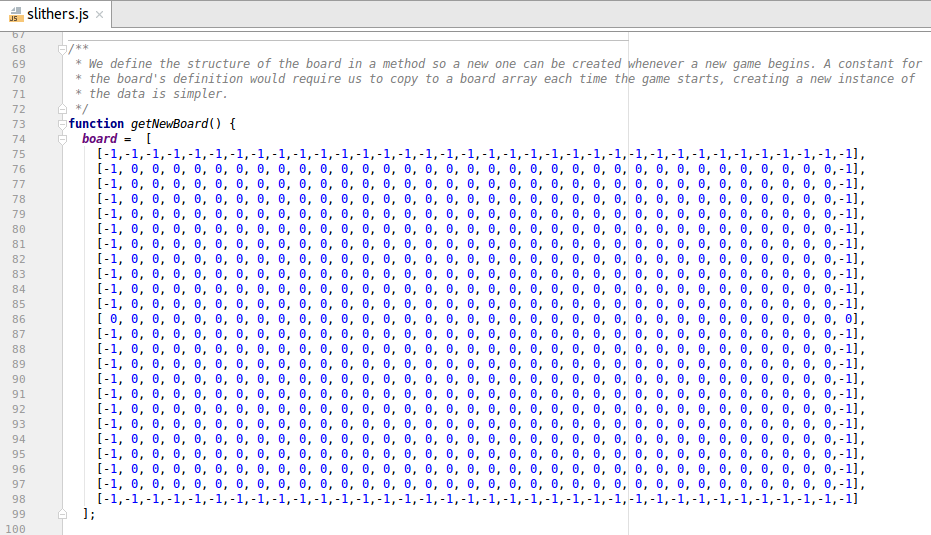 slithers.js
67
68 /**
69 * We define the structure of the board in a method so a new one can be created whenever a new game begins. A constant for
70 * the board's definition would require us to copy to a board array each time the game starts, creating a new instance of
71 * the data is simpler.
72 */
73 function getNewBoard() {
74 board = [
75 [-1,-1,-1,-1,-1,-1,-1,-1,-1,-1,-1,-1,-1,-1,-1,-1,-1,-1,-1,-1,-1,-1,-1,-1,-1,-1,-1,-1,-1,-1,-1,-1,-1,-1,-1,-1],
76 [-1, 0, 0, 0, 0, 0, 0, 0, 0, 0, 0, 0, 0, 0, 0, 0, 0, 0, 0, 0, 0, 0, 0, 0, 0, 0, 0, 0, 0, 0, 0, 0, 0, 0, 0,-1],
77 [-1, 0, 0, 0, 0, 0, 0, 0, 0, 0, 0, 0, 0, 0, 0, 0, 0, 0, 0, 0, 0, 0, 0, 0, 0, 0, 0, 0, 0, 0, 0, 0, 0, 0, 0,-1],
78 [-1, 0, 0, 0, 0, 0, 0, 0, 0, 0, 0, 0, 0, 0, 0, 0, 0, 0, 0, 0, 0, 0, 0, 0, 0, 0, 0, 0, 0, 0, 0, 0, 0, 0, 0,-1],
79 [-1, 0, 0, 0, 0, 0, 0, 0, 0, 0, 0, 0, 0, 0, 0, 0, 0, 0, 0, 0, 0, 0, 0, 0, 0, 0, 0, 0, 0, 0, 0, 0, 0, 0, 0,-1],
80 [-1, 0, 0, 0, 0, 0, 0, 0, 0, 0, 0, 0, 0, 0, 0, 0, 0, 0, 0, 0, 0, 0, 0, 0, 0, 0, 0, 0, 0, 0, 0, 0, 0, 0, 0,-1],
81 [-1, 0, 0, 0, 0, 0, 0, 0, 0, 0, 0, 0, 0, 0, 0, 0, 0, 0, 0, 0, 0, 0, 0, 0, 0, 0, 0, 0, 0, 0, 0, 0, 0, 0, 0,-1],
82 [-1, 0, 0, 0, 0, 0, 0, 0, 0, 0, 0, 0, 0, 0, 0, 0, 0, 0, 0, 0, 0, 0, 0, 0, 0, 0, 0, 0, 0, 0, 0, 0, 0, 0, 0,-1],
83 [-1, 0, 0, 0, 0, 0, 0, 0, 0, 0, 0, 0, 0, 0, 0, 0, 0, 0, 0, 0, 0, 0, 0, 0, 0, 0, 0, 0, 0, 0, 0, 0, 0, 0, 0,-1],
84 [-1, 0, 0, 0, 0, 0, 0, 0, 0, 0, 0, 0, 0, 0, 0, 0, 0, 0, 0, 0, 0, 0, 0, 0, 0, 0, 0, 0, 0, 0, 0, 0, 0, 0, 0,-1],
85 [-1, 0, 0, 0, 0, 0, 0, 0, 0, 0, 0, 0, 0, 0, 0, 0, 0, 0, 0, 0, 0, 0, 0, 0, 0, 0, 0, 0, 0, 0, 0, 0, 0, 0, 0,-1],
86 [ 0, 0, 0, 0, 0, 0, 0, 0, 0, 0, 0, 0, 0, 0, 0, 0, 0, 0, 0, 0, 0, 0, 0, 0, 0, 0, 0, 0, 0, 0, 0, 0, 0, 0, 0, 0],
87 [-1, 0, 0, 0, 0, 0, 0, 0, 0, 0, 0, 0, 0, 0, 0, 0, 0, 0, 0, 0, 0, 0, 0, 0, 0, 0, 0, 0, 0, 0, 0, 0, 0, 0, 0,-1],
88 [-1, 0, 0, 0, 0, 0, 0, 0, 0, 0, 0, 0, 0, 0, 0, 0, 0, 0, 0, 0, 0, 0, 0, 0, 0, 0, 0, 0, 0, 0, 0, 0, 0, 0, 0,-1],
89 [-1, 0, 0, 0, 0, 0, 0, 0, 0, 0, 0, 0, 0, 0, 0, 0, 0, 0, 0, 0, 0, 0, 0, 0, 0, 0, 0, 0, 0, 0, 0, 0, 0, 0, 0,-1],
90 [-1, 0, 0, 0, 0, 0, 0, 0, 0, 0, 0, 0, 0, 0, 0, 0, 0, 0, 0, 0, 0, 0, 0, 0, 0, 0, 0, 0, 0, 0, 0, 0, 0, 0, 0,-1],
91 [-1, 0, 0, 0, 0, 0, 0, 0, 0, 0, 0, 0, 0, 0, 0, 0, 0, 0, 0, 0, 0, 0, 0, 0, 0, 0, 0, 0, 0, 0, 0, 0, 0, 0, 0,-1],
92 [-1, 0, 0, 0, 0, 0, 0, 0, 0, 0, 0, 0, 0, 0, 0, 0, 0, 0, 0, 0, 0, 0, 0, 0, 0, 0, 0, 0, 0, 0, 0, 0, 0, 0, 0,-1],
93 [-1, 0, 0, 0, 0, 0, 0, 0, 0, 0, 0, 0, 0, 0, 0, 0, 0, 0, 0, 0, 0, 0, 0, 0, 0, 0, 0, 0, 0, 0, 0, 0, 0, 0, 0,-1],
94 [-1, 0, 0, 0, 0, 0, 0, 0, 0, 0, 0, 0, 0, 0, 0, 0, 0, 0, 0, 0, 0, 0, 0, 0, 0, 0, 0, 0, 0, 0, 0, 0, 0, 0, 0,-1],
95 [-1, 0, 0, 0, 0, 0, 0, 0, 0, 0, 0, 0, 0, 0, 0, 0, 0, 0, 0, 0, 0, 0, 0, 0, 0, 0, 0, 0, 0, 0, 0, 0, 0, 0, 0,-1],
96 [-1, 0, 0, 0, 0, 0, 0, 0, 0, 0, 0, 0, 0, 0, 0, 0, 0, 0, 0, 0, 0, 0, 0, 0, 0, 0, 0, 0, 0, 0, 0, 0, 0, 0, 0,-1],
97 [-1, 0, 0, 0, 0, 0, 0, 0, 0, 0, 0, 0, 0, 0, 0, 0, 0, 0, 0, 0, 0, 0, 0, 0, 0, 0, 0, 0, 0, 0, 0, 0, 0, 0, 0,-1],
98 [-1,-1,-1,-1,-1,-1,-1,-1,-1,-1,-1,-1,-1,-1,-1,-1,-1,-1,-1,-1,-1,-1,-1,-1,-1,-1,-1,-1,-1,-1,-1,-1,-1,-1,-1,-1]
99 ];
100